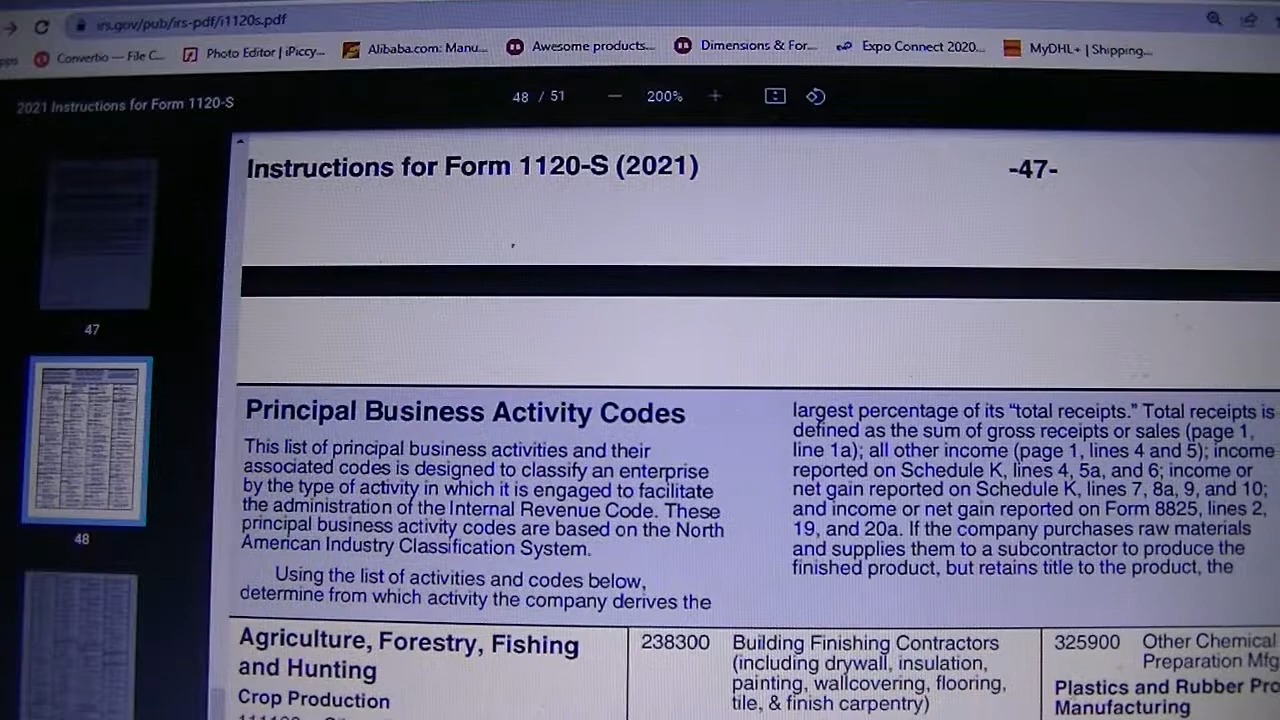 irs.gov/pub/irs-pdf/i1120s.pdf
Convertio — File C...
Photo Editor | iPiccy...
Alibaba.com: Manu...
Awesome products...
Dimensions & For...
Expo Connect 2020...
MyDHL+ | Shipping...
2021 Instructions for Form 1120-S
48 / 51
200%
47
48
Instructions for Form 1120-S (2021)
-47-
Principal Business Activity Codes
This list of principal business activities and their
associated codes is designed to classify an enterprise
by the type of activity in which it is engaged to facilitate
the administration of the Internal Revenue Code. These
principal business activity codes are based on the North
American Industry Classification System.
Using the list of activities and codes below,
determine from which activity the company derives the
largest percentage of its “total receipts.” Total receipts is
defined as the sum of gross receipts or sales (page 1,
line 1a); all other income (page 1, lines 4 and 5); income
reported on Schedule K, lines 4, 5a, and 6; income or
net gain reported on Schedule K, lines 7, 8a, 9, and 10;
and income or net gain reported on Form 8825, lines 2,
19, and 20a. If the company purchases raw materials
and supplies them to a subcontractor to produce the
finished product, but retains title to the product, the
Agriculture, Forestry, Fishing
and Hunting
Crop Production
238300 Building Finishing Contractors
(including drywall, insulation,
painting, wallcovering, flooring,
tile, & finish carpentry)
325900 Other Chemical
Preparation Mfg
Plastics and Rubber Pro
Manufacturing